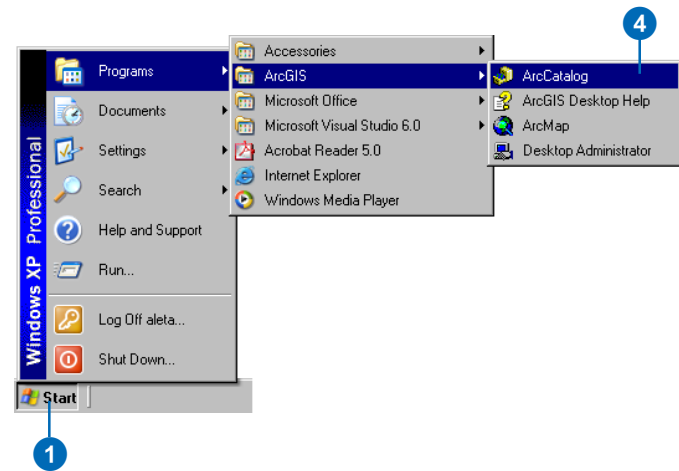 4
Programs
Documents
Settings
Search
Help and Support
Run...
Log Off aleta...
Shut Down...
Windows XP Professional
Start
1
Accessories
ArcGIS
Microsoft Office
Microsoft Visual Studio 6.0
Acrobat Reader 5.0
Internet Explorer
Windows Media Player
ArcCatalog
ArcGIS Desktop Help
ArcMap
Desktop Administrator